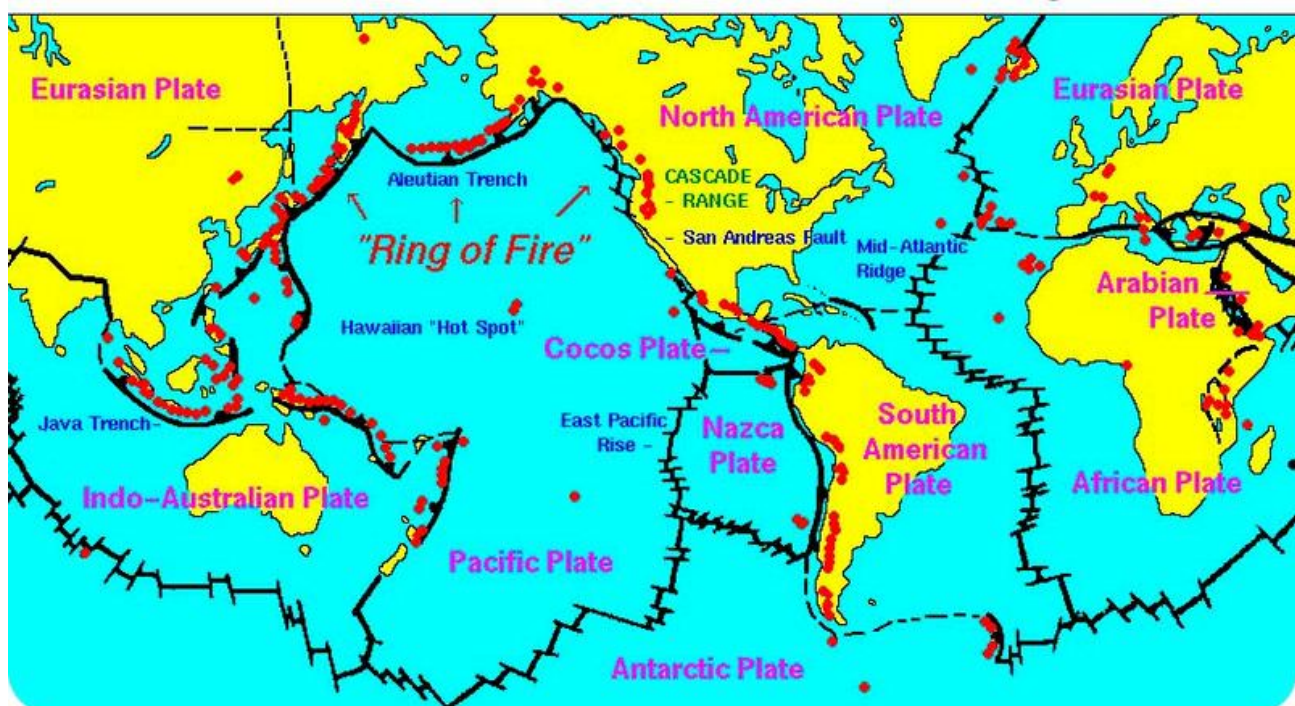 Eurasian Plate
North American Plate
Eurasian Plate
Aleutian Trench
CASCADE
- RANGE
"Ring of Fire"
- San Andreas Fault
Mid-Atlantic
Ridge
Arabian
Plate
Hawaiian "Hot Spot"
Cocos Plate
Java Trench-
East Pacific
Rise -
Nazca
Plate
South
American
Plate
Indo-Australian Plate
African Plate
Pacific Plate
Antarctic Plate